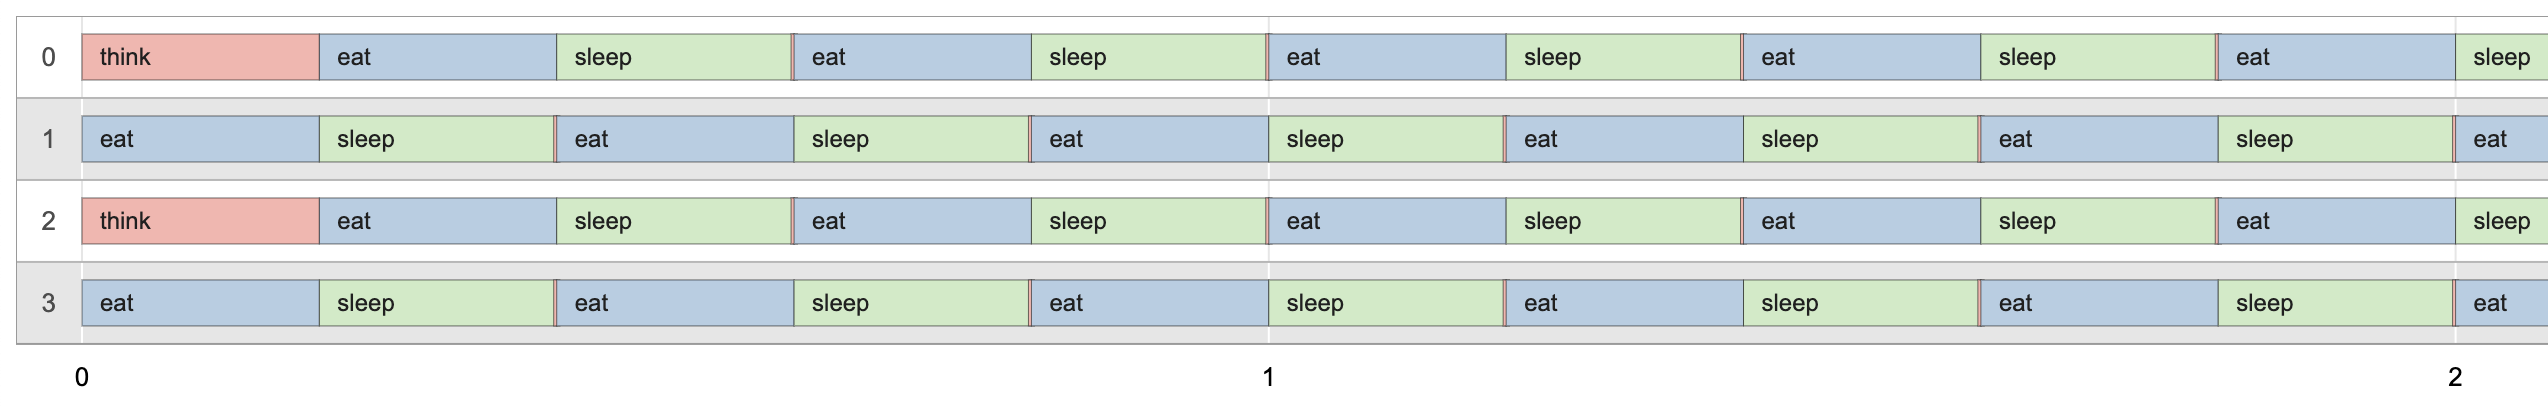 0 think eat sleep eat sleep eat sleep eat sleep eat sleep
1 eat sleep eat sleep eat sleep eat sleep eat sleep eat
2 think eat sleep eat sleep eat sleep eat sleep eat sleep
3 eat sleep eat sleep eat sleep eat sleep eat sleep eat
0 1 2